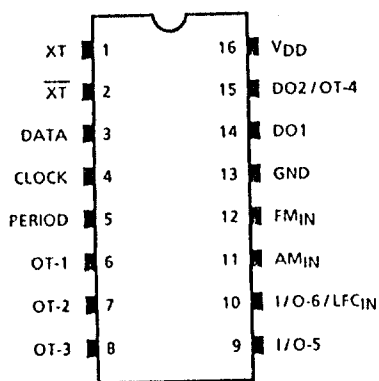 XT 1 16 VDD
X̅T̅ 2 15 DO2/OT-4
DATA 3 14 DO1
CLOCK 4 13 GND
PERIOD 5 12 FMIN
OT-1 6 11 AMIN
OT-2 7 10 I/O-6/LFCIN
OT-3 8 9 I/O-5